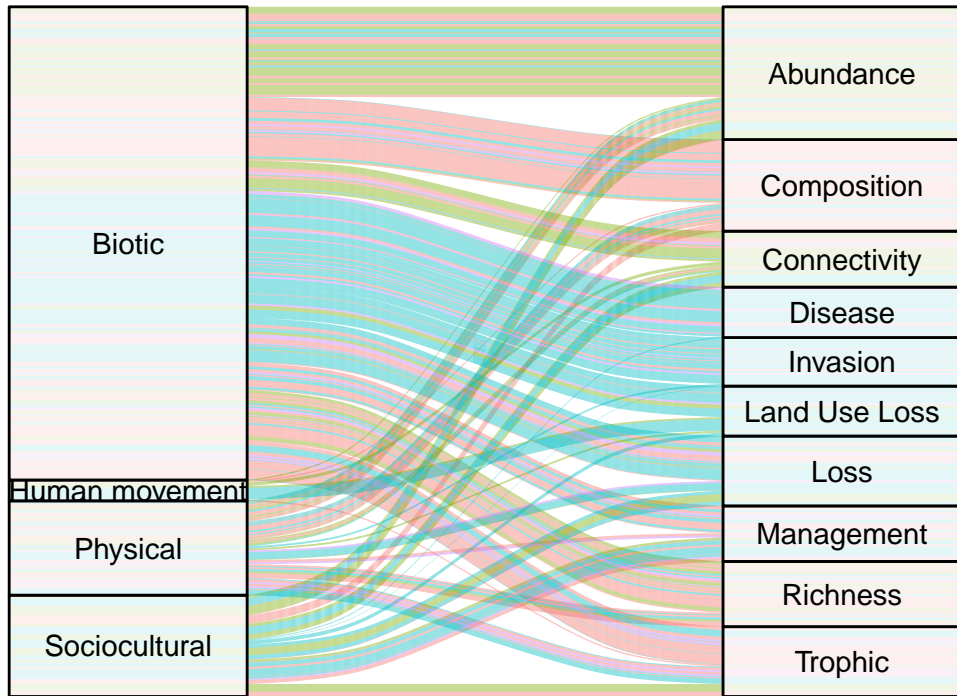 Biotic
Human movement
Physical
Sociocultural
Abundance
Composition
Connectivity
Disease
Invasion
Land Use Loss
Loss
Management
Richness
Trophic